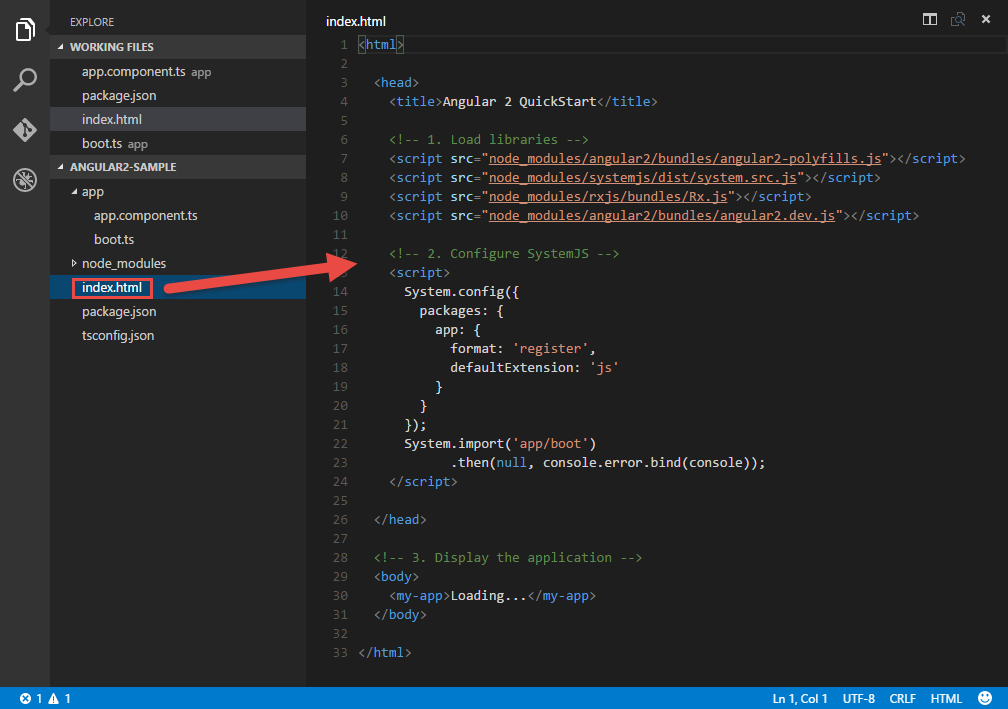 EXPLORE
WORKING FILES
app.component.ts app
package.json
index.html
boot.ts app
ANGULAR2-SAMPLE
app
app.component.ts
boot.ts
node_modules
index.html
package.json
tsconfig.json
index.html
1 <html>
2
3 <head>
4 <title>Angular 2 QuickStart</title>
5
6 <!-- 1. Load libraries -->
7 <script src="node_modules/angular2/bundles/angular2-polyfills.js"></script>
8 <script src="node_modules/systemjs/dist/system.src.js"></script>
9 <script src="node_modules/rxjs/bundles/Rx.js"></script>
10 <script src="node_modules/angular2/bundles/angular2.dev.js"></script>
11
12 <!-- 2. Configure SystemJS -->
<script>
14 System.config({
15 packages: {
16 app: {
17 format: 'register',
18 defaultExtension: 'js'
19 }
20 }
21 });
22 System.import('app/boot')
23 .then(null, console.error.bind(console));
24 </script>
25
26 </head>
27
28 <!-- 3. Display the application -->
29 <body>
30 <my-app>Loading...</my-app>
31 </body>
32
33 </html>
1 1 Ln 1, Col 1 UTF-8 CRLF HTML